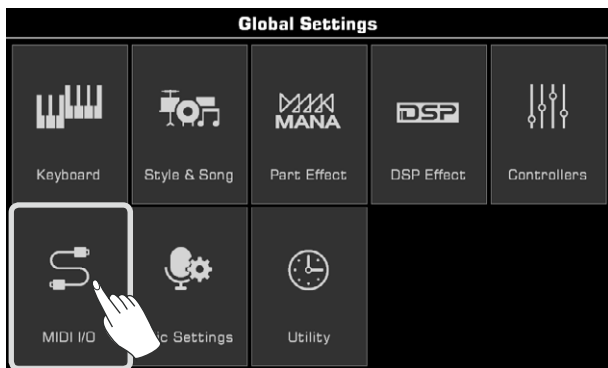 Global Settings
Keyboard
Style & Song
MANA
Part Effect
DSP
DSP Effect
Controllers
MIDI I/O
Settings
Utility